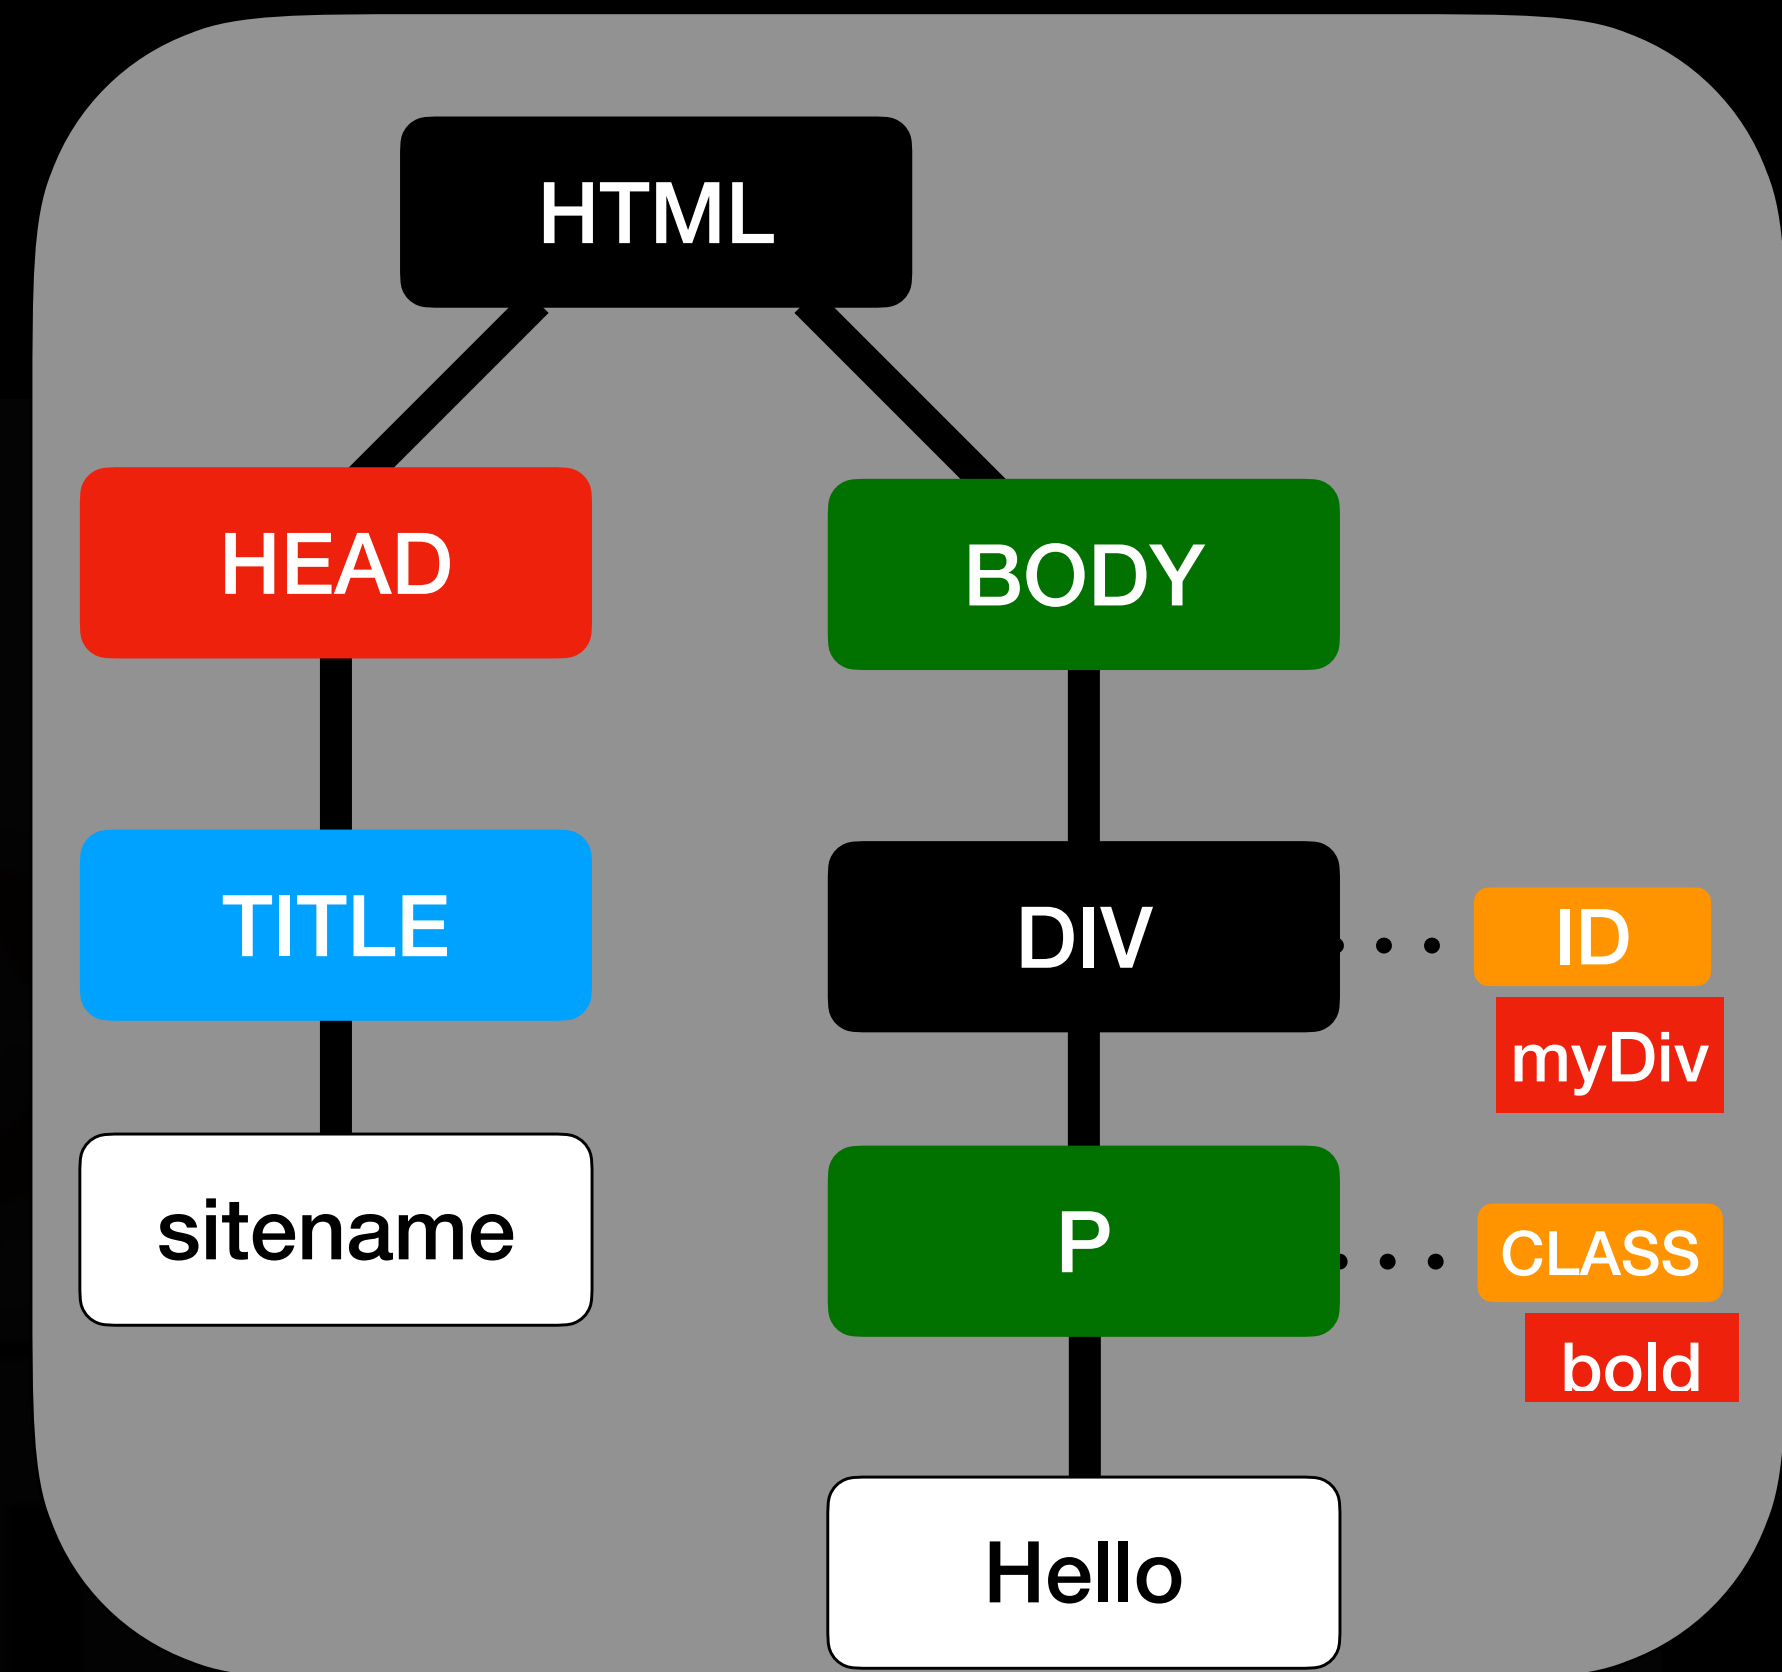 HTML
HEAD
BODY
TITLE
DIV
ID
myDiv
sitename
P
CLASS
bold
Hello